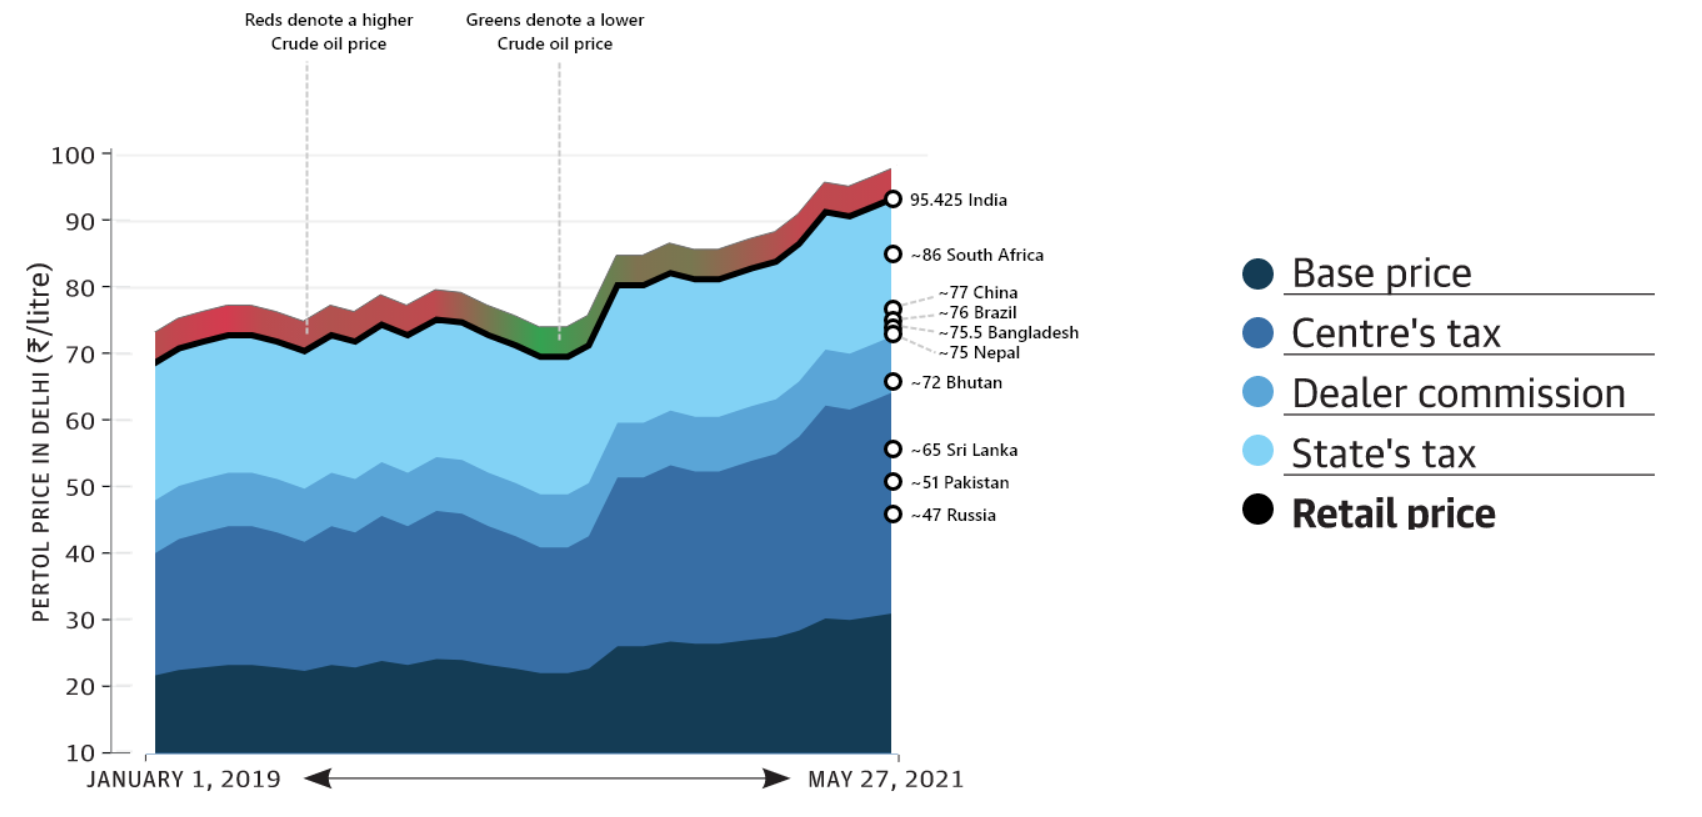 Reds denote a higher
Crude oil price
Greens denote a lower
Crude oil price
PERTOL PRICE IN DELHI (₹/litre)
100
90
80
70
60
50
40
30
20
10
JANUARY 1, 2019
MAY 27, 2021
95.425 India
~86 South Africa
~77 China
~76 Brazil
~75.5 Bangladesh
~75 Nepal
~72 Bhutan
~65 Sri Lanka
~51 Pakistan
~47 Russia
Base price
Centre's tax
Dealer commission
State's tax
Retail price